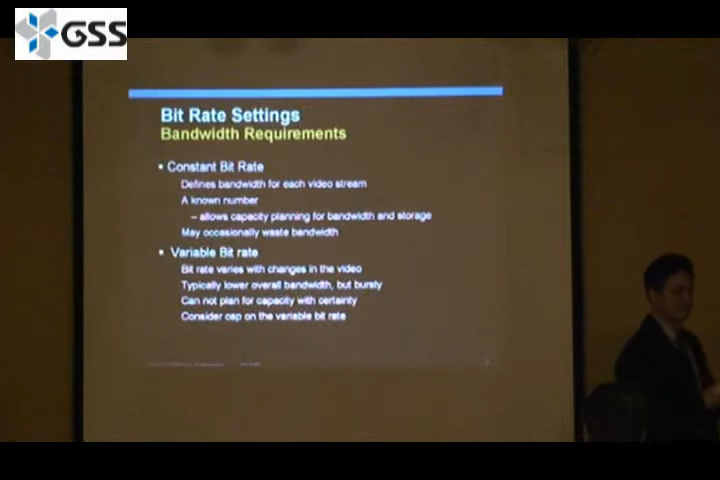 GSS
Bit Rate Settings
Bandwidth Requirements
▪ Constant Bit Rate
Defines bandwidth for each video stream
A known number
– allows capacity planning for bandwidth and storage
May occasionally waste bandwidth
▪ Variable Bit rate
Bit rate varies with changes in the video
Typically lower overall bandwidth, but bursty
Can not plan for capacity with certainty
Consider cap on the variable bit rate